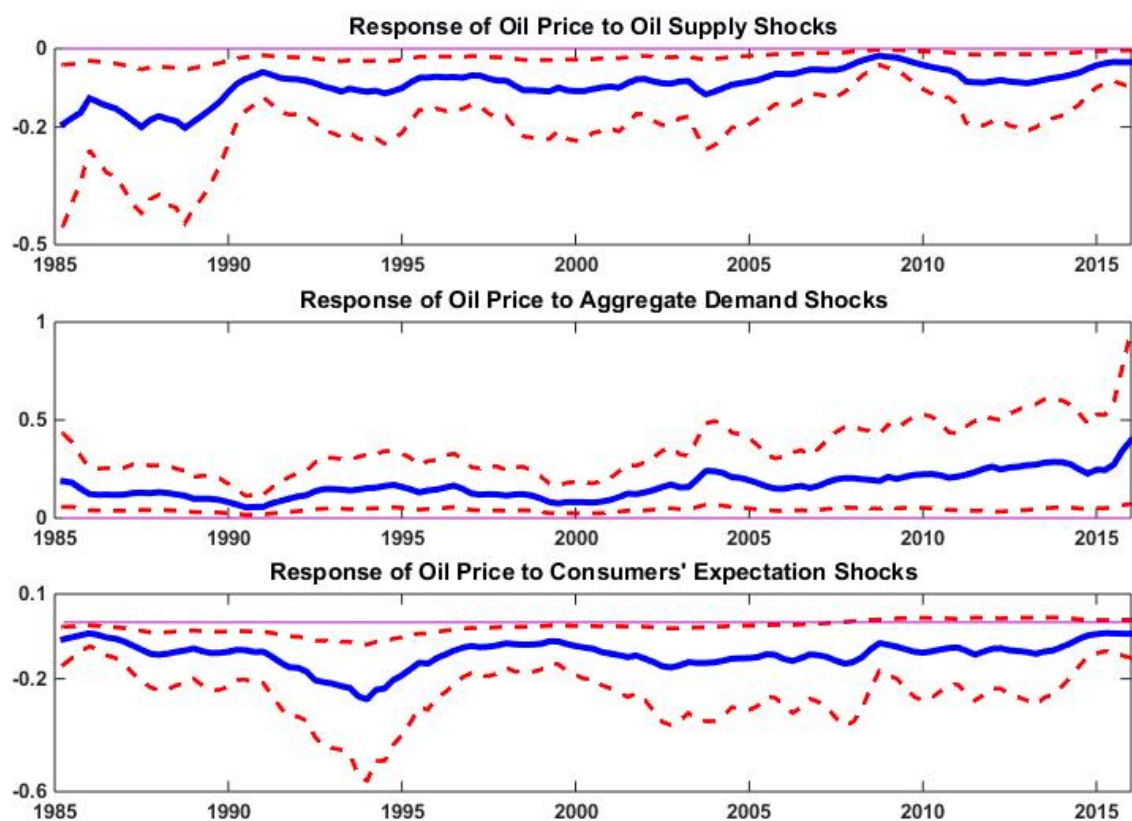 Response of Oil Price to Oil Supply Shocks
0
-0.2
-0.5
1985 1990 1995 2000 2005 2010 2015
Response of Oil Price to Aggregate Demand Shocks
1
0.5
0
1985 1990 1995 2000 2005 2010 2015
Response of Oil Price to Consumers' Expectation Shocks
0.1
-0.2
-0.6
1985 1990 1995 2000 2005 2010 2015